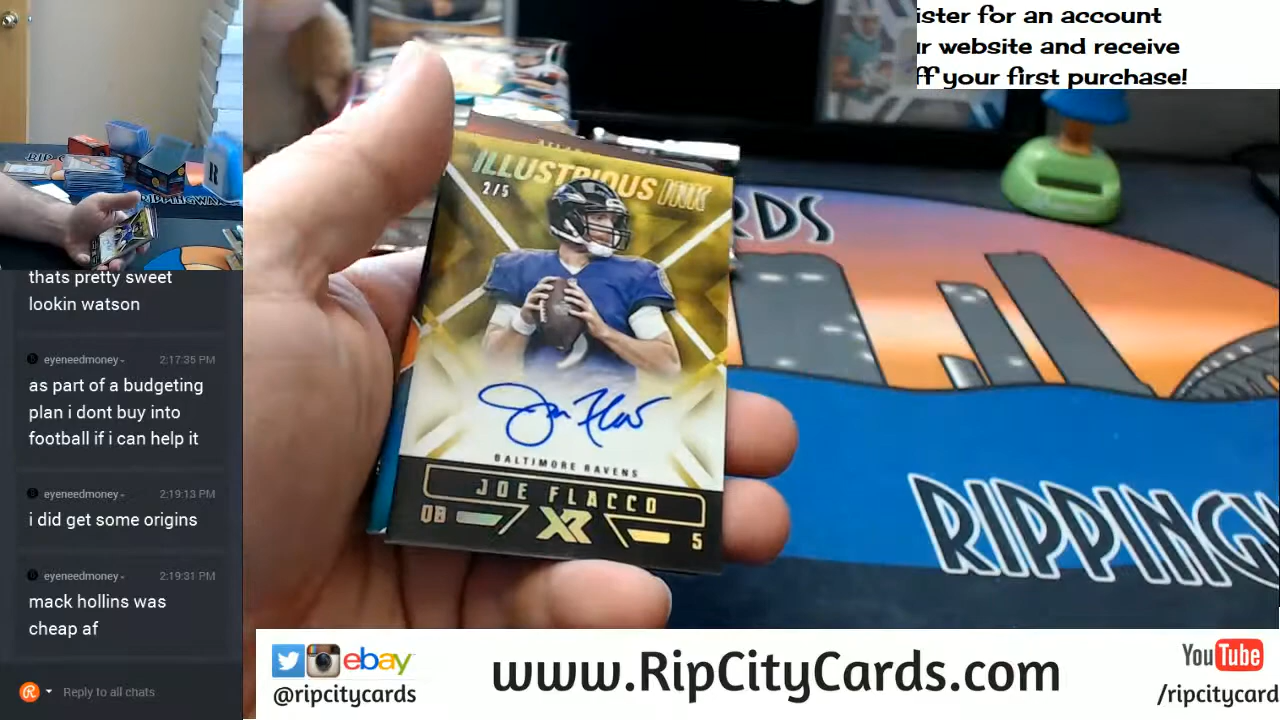 ister for an account
r website and receive
ff your first purchase!
thats pretty sweet
lookin watson
eyeneedmoney
2:17:35 PM
as part of a budgeting
plan i dont buy into
football if i can help it
eyeneedmoney
2:19:13 PM
i did get some origins
eyeneedmoney
2:19:31 PM
mack hollins was
cheap af
Reply to all chats
ILLUSTRIOUS INK
2/5
BALTIMORE RAVENS
JOE FLACCO
QB
XR
5
RDS
RIPPINGW
RIP
RIPPINGWA
ebay
@ripcitycards
www.RipCityCards.com
YouTube
/ripcitycard